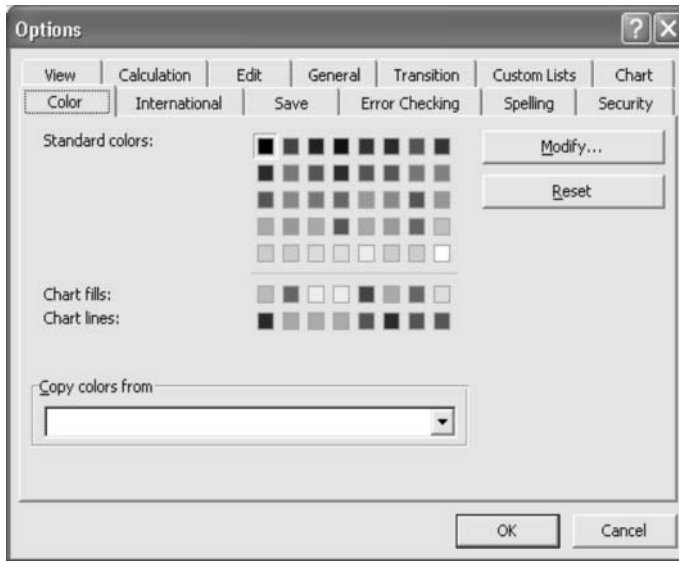 Options
View Calculation Edit General Transition Custom Lists Chart
Color International Save Error Checking Spelling Security
Standard colors:
Modify...
Reset
Chart fills:
Chart lines:
Copy colors from
OK Cancel